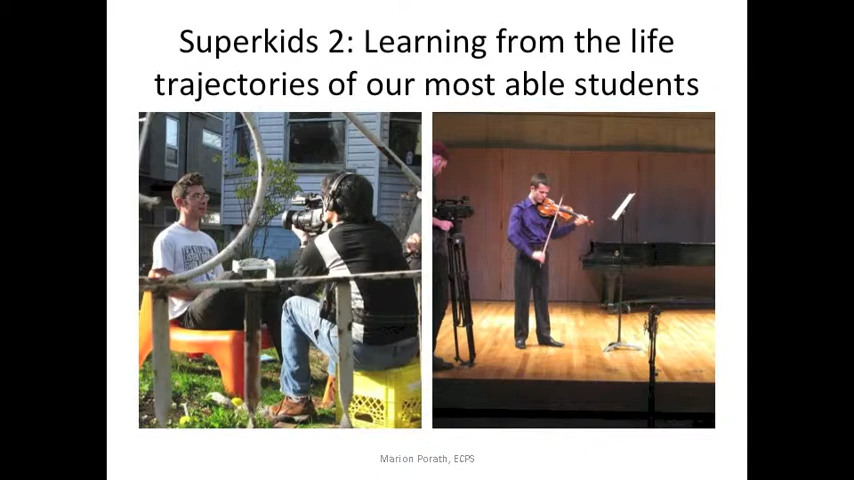 Superkids 2: Learning from the life
trajectories of our most able students
Marion Porath, ECPS